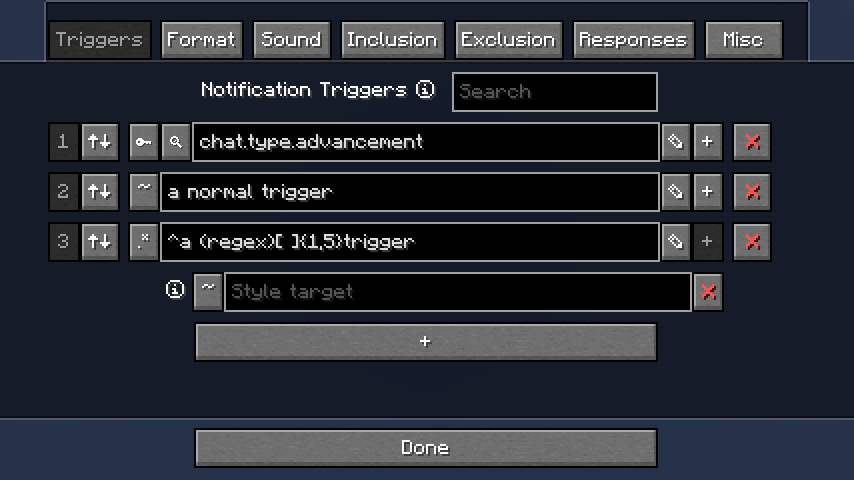 Triggers Format Sound Inclusion Exclusion Responses Misc
Notification Triggers ⓘ Search
1 ↑↓ chat.type.advancement + X
2 ↑↓ ~ a normal trigger + X
3 ↑↓ .* ^a (regex)[ ]{1,5}trigger + X
ⓘ ~ Style target X
+
Done